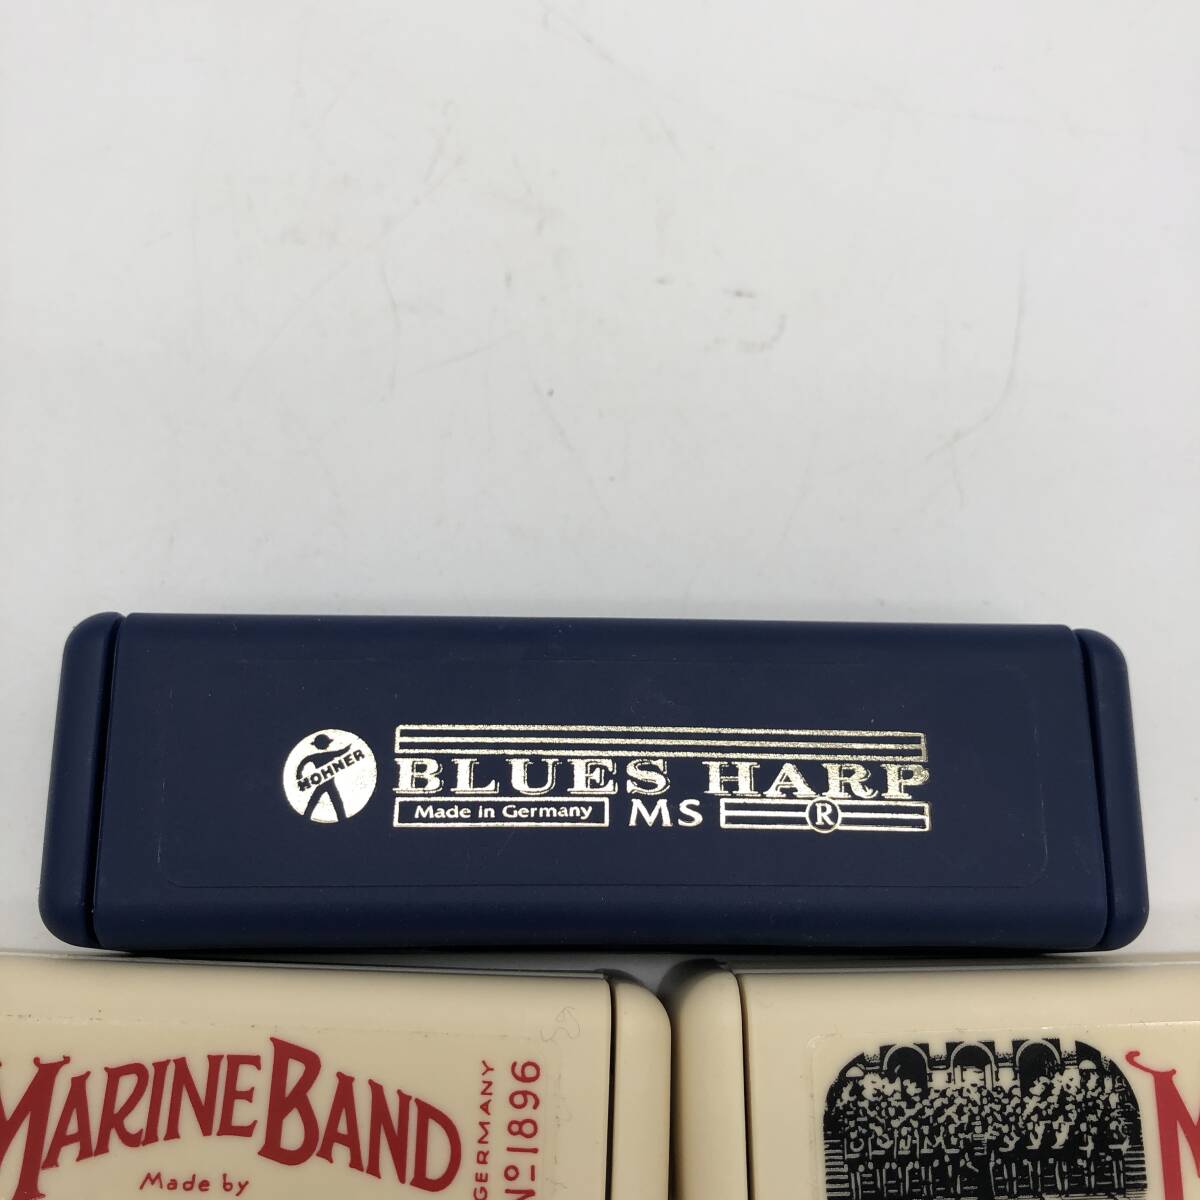 HOHNER
BLUES HARP
Made in Germany MS ®
MARINE BAND
Made by
GERMANY
Nº 1896
M